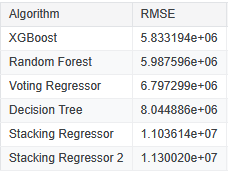 Algorithm RMSE
XGBoost 5.833194e+06
Random Forest 5.987596e+06
Voting Regressor 6.797299e+06
Decision Tree 8.044886e+06
Stacking Regressor 1.103614e+07
Stacking Regressor 2 1.130020e+07